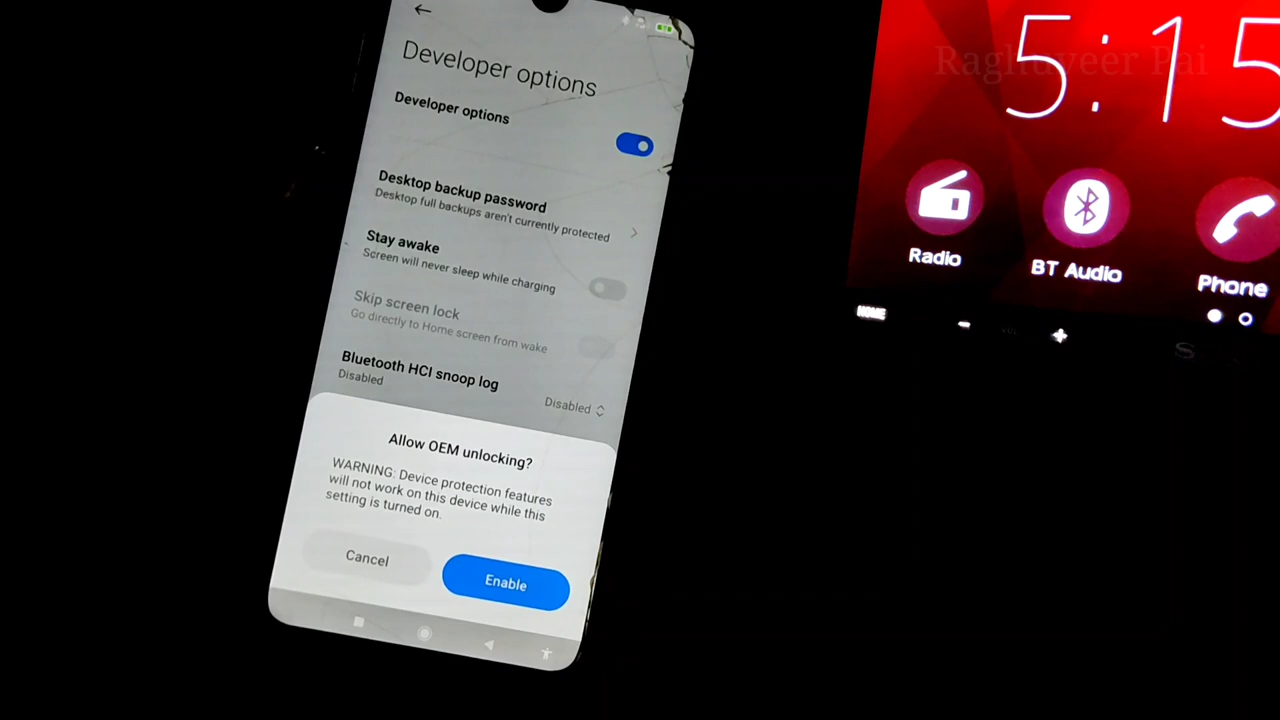 Developer options
Developer options
Desktop backup password
Desktop full backups aren't currently protected
Stay awake
Screen will never sleep while charging
Skip screen lock
Go directly to Home screen from wake
Bluetooth HCI snoop log
Disabled
Disabled
Allow OEM unlocking?
WARNING: Device protection features
will not work on this device while this
setting is turned on.
Cancel
Enable
Raghuveer Pai
5:15
Radio
BT Audio
Phone
HOME
-
VOL
+
S